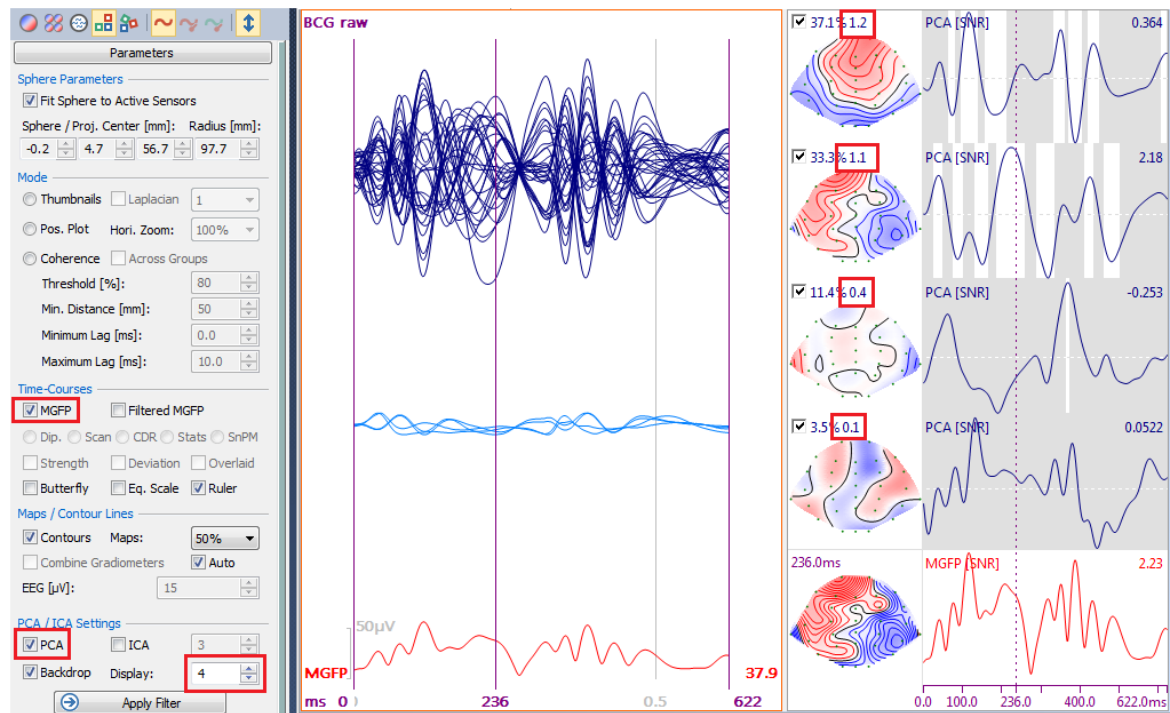 Parameters
Sphere Parameters
Fit Sphere to Active Sensors
Sphere / Proj. Center [mm]: Radius [mm]:
-0.2 4.7 56.7 97.7
Mode
Thumbnails Laplacian 1
Pos. Plot Hori. Zoom: 100%
Coherence Across Groups
Threshold [%]: 80
Min. Distance [mm]: 50
Minimum Lag [ms]: 0.0
Maximum Lag [ms]: 10.0
Time-Courses
MGFP Filtered MGFP
Dip. Scan CDR Stats SnPM
Strength Deviation Overlaid
Butterfly Eq. Scale Ruler
Maps / Contour Lines
Contours Maps: 50%
Combine Gradiometers Auto
EEG [µV]: 15
PCA / ICA Settings
PCA ICA 3
Backdrop Display: 4
Apply Filter
BCG raw
50µV
MGFP 37.9
ms 0 236 0.5 622
37.1% 1.2 PCA [SNR] 0.364
33.3% 1.1 PCA [SNR] 2.18
11.4% 0.4 PCA [SNR] -0.253
3.5% 0.1 PCA [SNR] 0.0522
236.0ms MGFP [SNR] 2.23
0.0 100.0 236.0 400.0 622.0ms